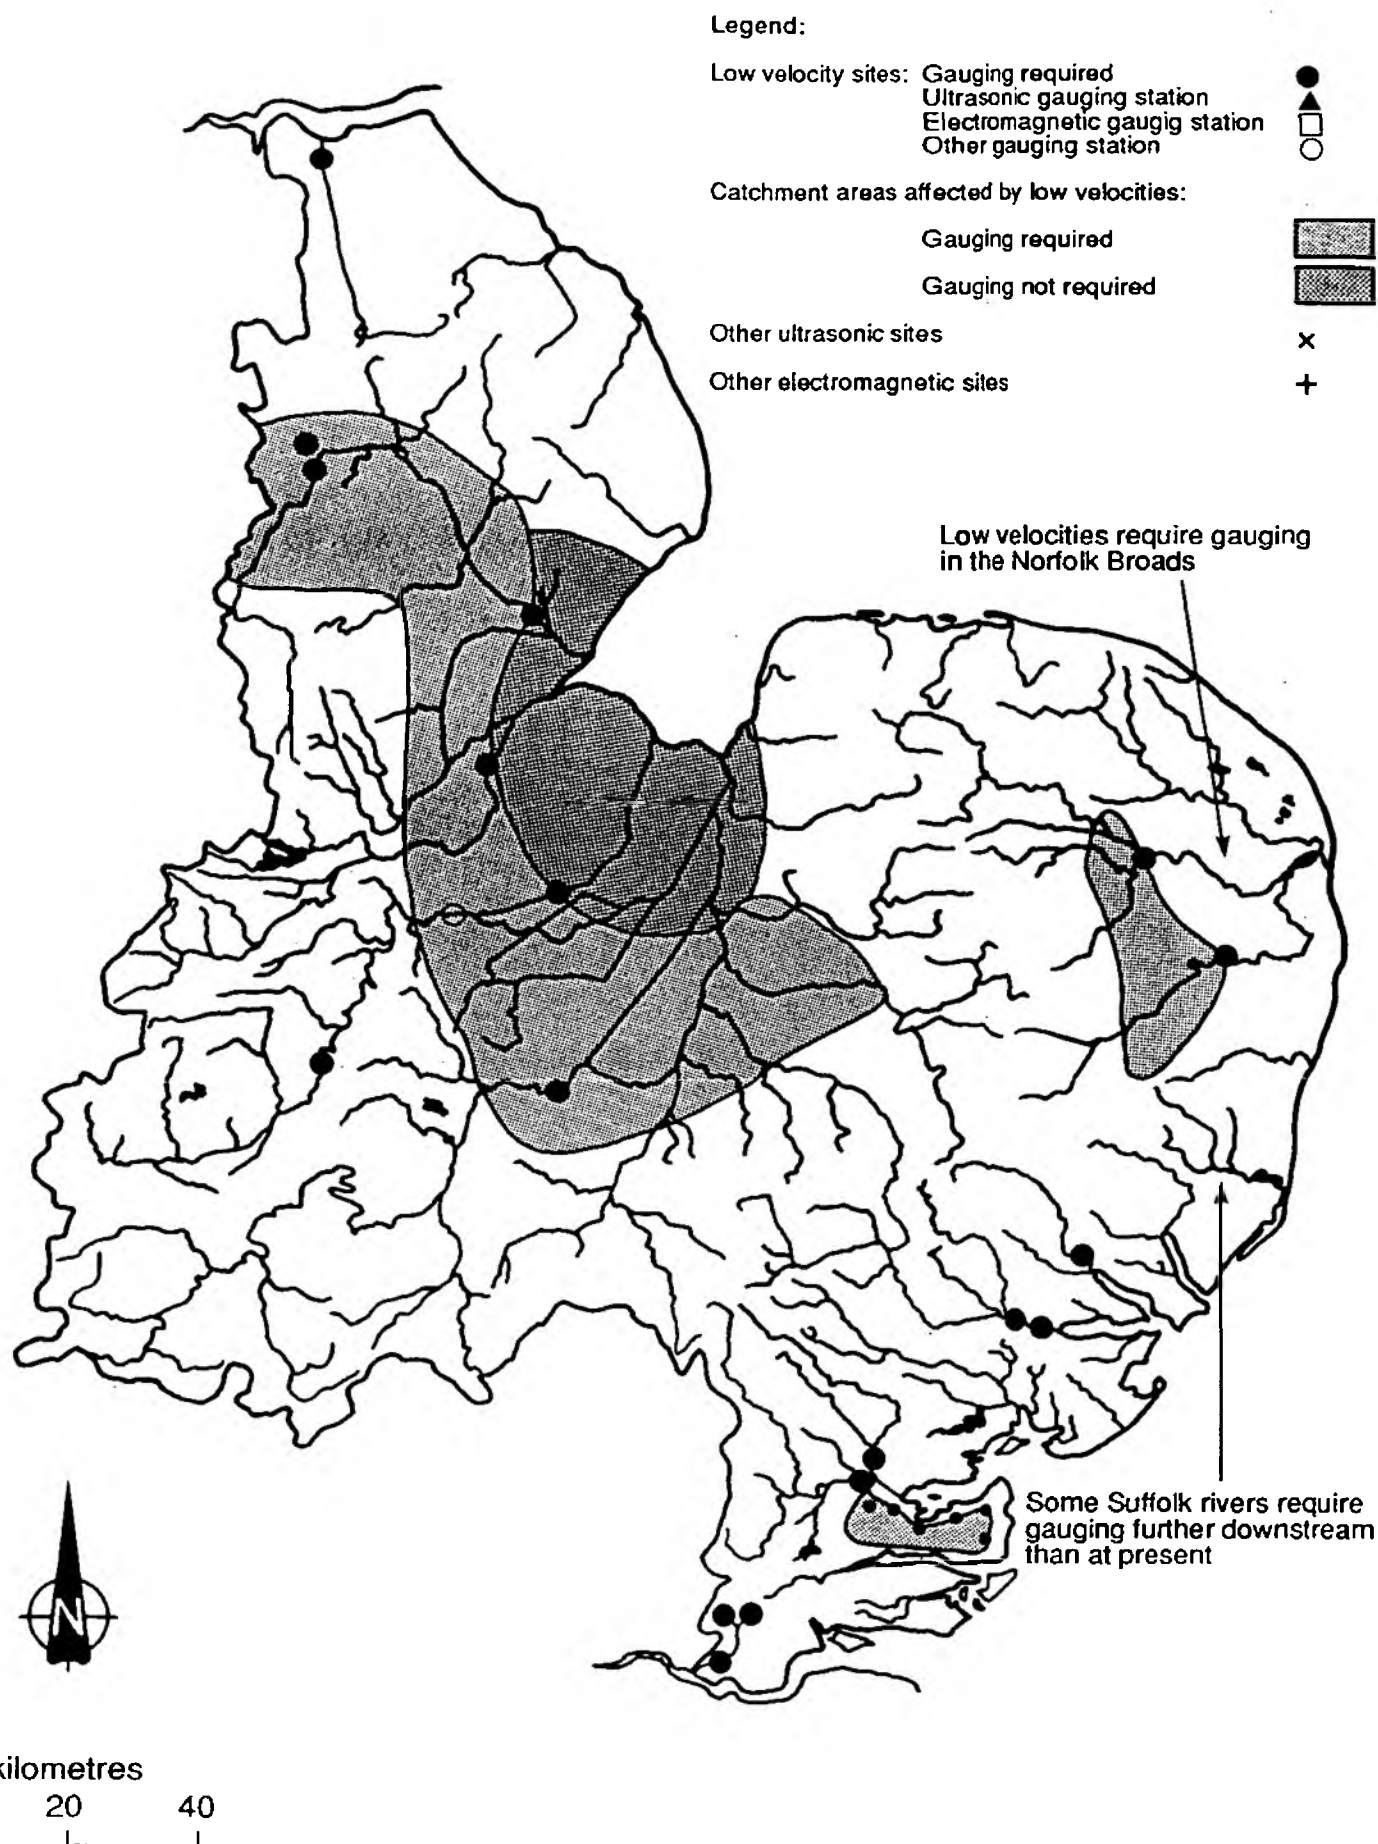 Legend:
Low velocity sites: Gauging required
Ultrasonic gauging station
Electromagnetic gaugig station
Other gauging station
Catchment areas affected by low velocities:
Gauging required
Gauging not required
Other ultrasonic sites
Other electromagnetic sites
Low velocities require gauging
in the Norfolk Broads
Some Suffolk rivers require
gauging further downstream
than at present
N
kilometres
20 40